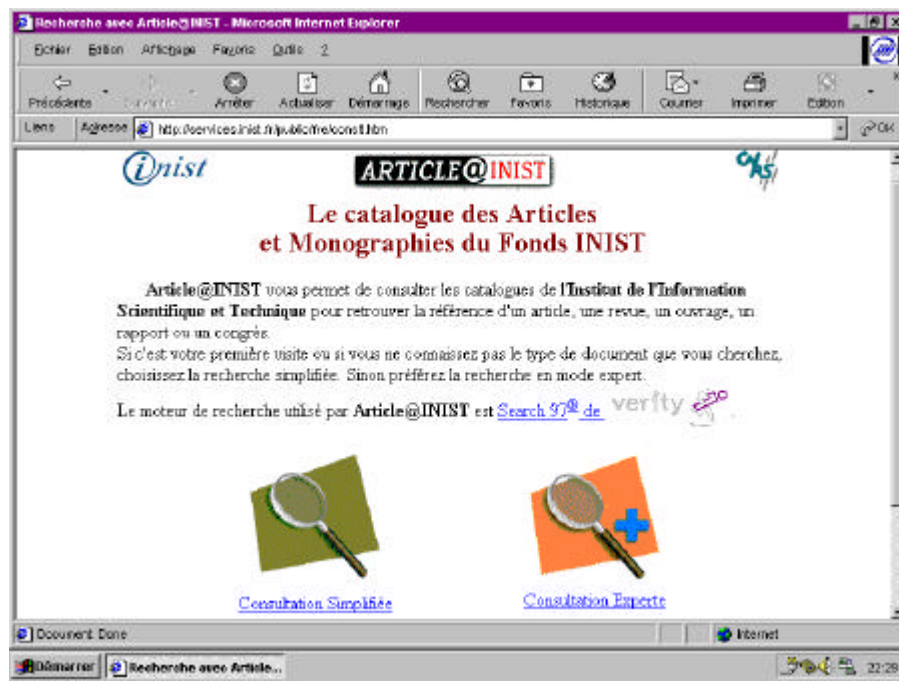 Recherche avec Article@INIST - Microsoft Internet Explorer
Fichier Edition Affichage Favoris Outils ?
Précédente Suivante Arrêter Actualiser Démarrage Rechercher Favoris Historique Courrier Imprimer Edition
Liens Adresse http://services.inist.fr/public/fre/consult.htm OK
inist ARTICLE@INIST CNRS
Le catalogue des Articles
et Monographies du Fonds INIST
Article@INIST vous permet de consulter les catalogues de l'Institut de l'Information
Scientifique et Technique pour retrouver la référence d'un article, une revue, un ouvrage, un
rapport ou un congrès.
Si c'est votre première visite ou si vous ne connaissez pas le type de document que vous cherchez,
choisissez la recherche simplifiée. Sinon préférez la recherche en mode expert.
Le moteur de recherche utilisé par Article@INIST est Search 97® de verity
Consultation Simplifiée Consultation Experte
Document: Done Internet
Démarrer Recherche avec Article... 22:29